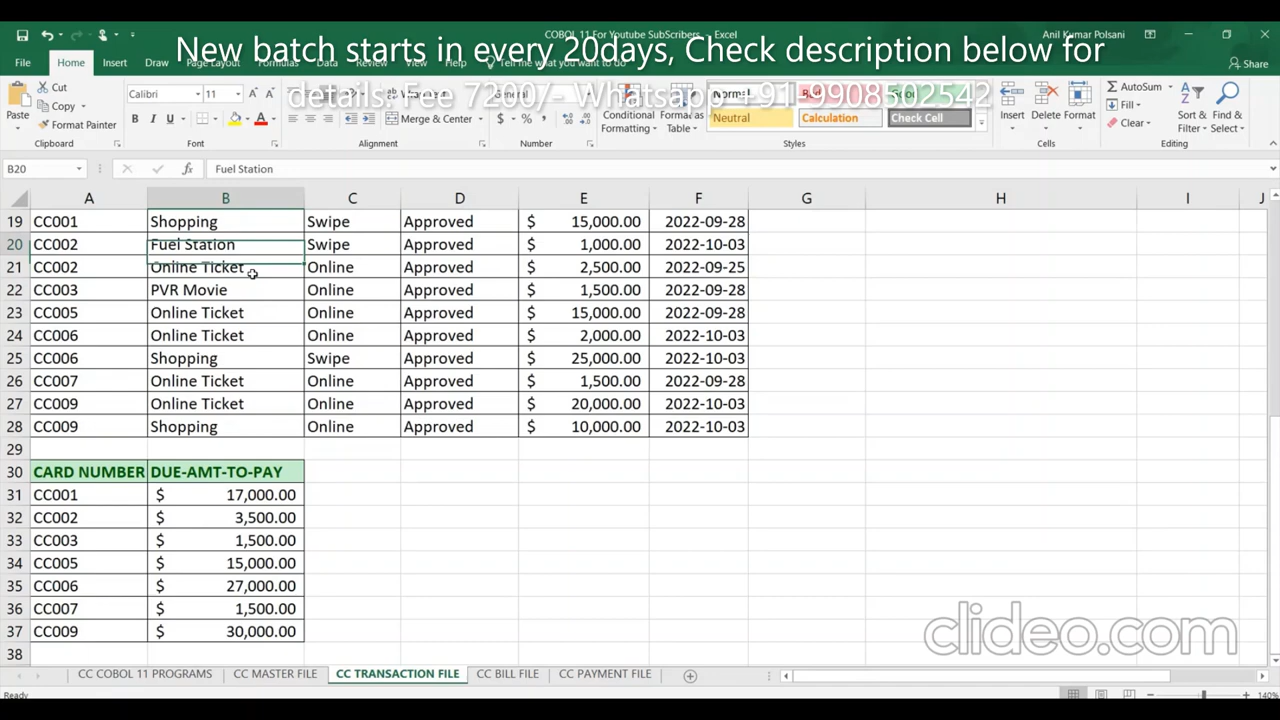 COBOL 11 For Youtube SupScribers - Excel
Anil Kumar Polsani
New batch starts in every 20days, Check description below for
details. Fee 7200/- Whatsapp +91-9908502542
File Home Insert Draw Page Layout Formulas Data Review View Help Tell me what you want to do Share
Cut
Copy
Format Painter
Paste
Calibri 11
General
Merge & Center
Conditional Formatting
Format as Table
Normal Bad Good
Neutral Calculation Check Cell
Insert Delete Format
AutoSum
Fill
Clear
Sort & Filter
Find & Select
Clipboard Font Alignment Number Styles Cells Editing
B20 fx Fuel Station
A B C D E F G H I J
19 CC001 Shopping Swipe Approved $ 15,000.00 2022-09-28
20 CC002 Fuel Station Swipe Approved $ 1,000.00 2022-10-03
21 CC002 Online Ticket Online Approved $ 2,500.00 2022-09-25
22 CC003 PVR Movie Online Approved $ 1,500.00 2022-09-28
23 CC005 Online Ticket Online Approved $ 15,000.00 2022-09-28
24 CC006 Online Ticket Online Approved $ 2,000.00 2022-10-03
25 CC006 Shopping Swipe Approved $ 25,000.00 2022-10-03
26 CC007 Online Ticket Online Approved $ 1,500.00 2022-09-28
27 CC009 Online Ticket Online Approved $ 20,000.00 2022-10-03
28 CC009 Shopping Online Approved $ 10,000.00 2022-10-03
29
30 CARD NUMBER DUE-AMT-TO-PAY
31 CC001 $ 17,000.00
32 CC002 $ 3,500.00
33 CC003 $ 1,500.00
34 CC005 $ 15,000.00
35 CC006 $ 27,000.00
36 CC007 $ 1,500.00
37 CC009 $ 30,000.00
38
clideo.com
CC COBOL 11 PROGRAMS CC MASTER FILE CC TRANSACTION FILE CC BILL FILE CC PAYMENT FILE
Ready 140%